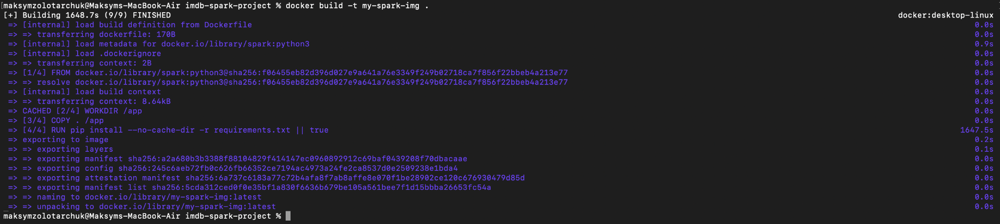 [maksymzolotarchuk@Maksyms-MacBook-Air imdb-spark-project % docker build -t my-spark-img .
[+] Building 1648.7s (9/9) FINISHED docker:desktop-linux
=> [internal] load build definition from Dockerfile 0.0s
=> => transferring dockerfile: 170B 0.0s
=> [internal] load metadata for docker.io/library/spark:python3 0.9s
=> [internal] load .dockerignore 0.0s
=> => transferring context: 2B 0.0s
=> [1/4] FROM docker.io/library/spark:python3@sha256:f06455eb82d396d027e9a641a76e3349f249b02718ca7f856f22bbeb4a213e77 0.0s
=> => resolve docker.io/library/spark:python3@sha256:f06455eb82d396d027e9a641a76e3349f249b02718ca7f856f22bbeb4a213e77 0.0s
=> [internal] load build context 0.0s
=> => transferring context: 8.64kB 0.0s
=> CACHED [2/4] WORKDIR /app 0.0s
=> [3/4] COPY . /app 0.0s
=> [4/4] RUN pip install --no-cache-dir -r requirements.txt || true 1647.5s
=> exporting to image 0.2s
=> => exporting layers 0.1s
=> => exporting manifest sha256:a2a680b3b3388f88104829f414147ec0960892912c69baf0439208f70dbacaae 0.0s
=> => exporting config sha256:245c6aeb72fb0c626fb66352ce7194ac4973a24fe2ca8537d0e2509238e1bda4 0.0s
=> => exporting attestation manifest sha256:6a737c6183a77c72b4afa8f7ab8affe8e070f1be28902ce120c676930479d85d 0.0s
=> => exporting manifest list sha256:5cda312ced0f0e35bf1a830f6636b679be105a561bee7f1d15bbba26653fc54a 0.0s
=> => naming to docker.io/library/my-spark-img:latest 0.0s
=> => unpacking to docker.io/library/my-spark-img:latest 0.0s
maksymzolotarchuk@Maksyms-MacBook-Air imdb-spark-project %